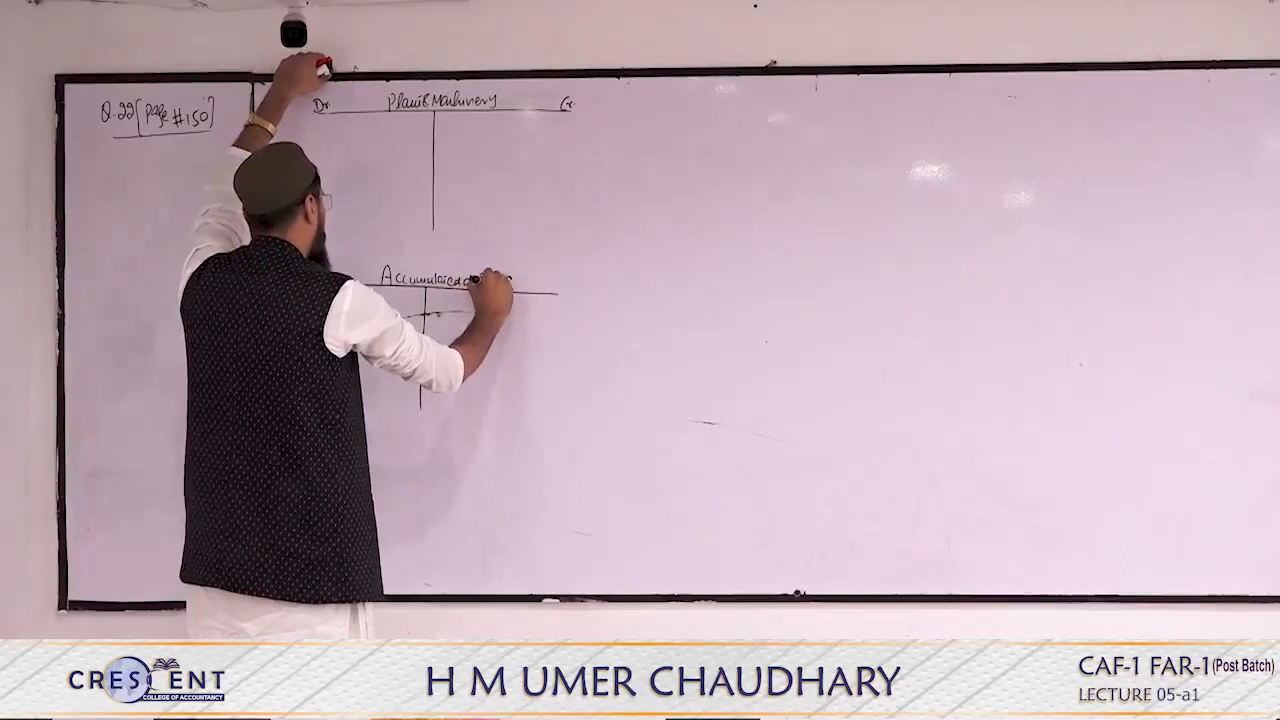 Q.22 [Page #150]
Dr. Plant & Machinery Cr.
Accumulated
CRESCENT
COLLEGE OF ACCOUNTANCY
H M UMER CHAUDHARY
CAF-1 FAR-1 (Post Batch)
LECTURE 05-a1